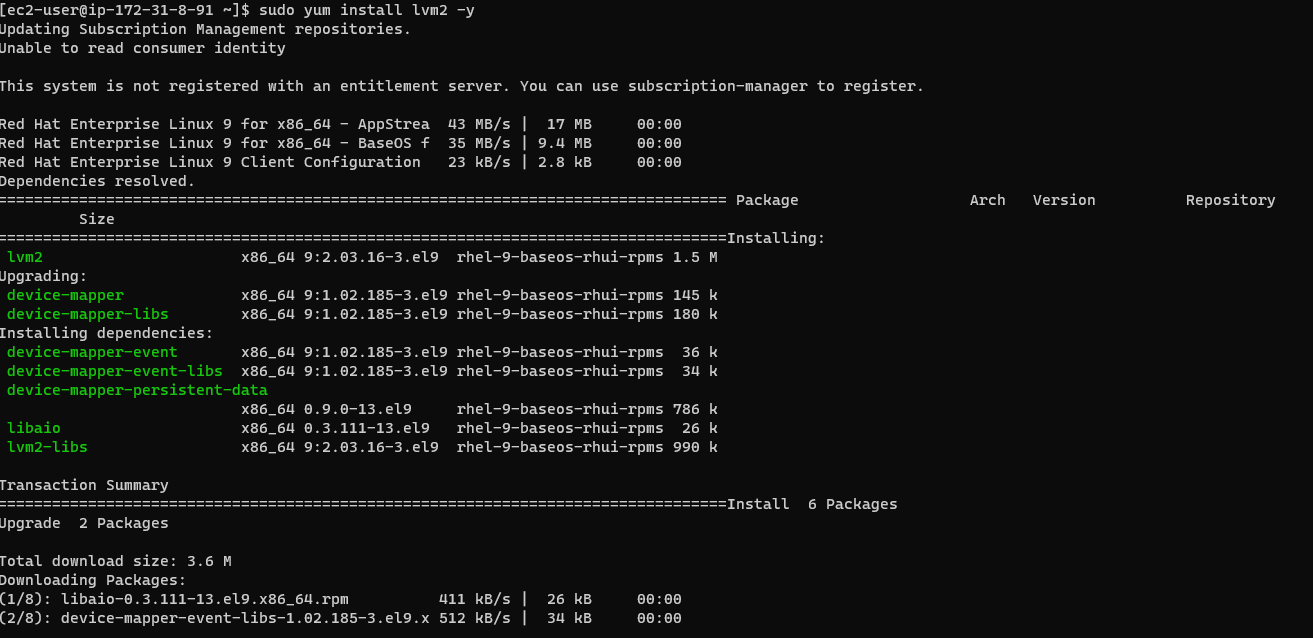 [ec2-user@ip-172-31-8-91 ~]$ sudo yum install lvm2 -y
Updating Subscription Management repositories.
Unable to read consumer identity
This system is not registered with an entitlement server. You can use subscription-manager to register.
Red Hat Enterprise Linux 9 for x86_64 - AppStrea  43 MB/s |  17 MB     00:00
Red Hat Enterprise Linux 9 for x86_64 - BaseOS f  35 MB/s | 9.4 MB     00:00
Red Hat Enterprise Linux 9 Client Configuration   23 kB/s | 2.8 kB     00:00
Dependencies resolved.
================================================================================= Package                   Arch   Version          Repository
         Size
=================================================================================Installing:
 lvm2                      x86_64 9:2.03.16-3.el9  rhel-9-baseos-rhui-rpms 1.5 M
Upgrading:
 device-mapper             x86_64 9:1.02.185-3.el9 rhel-9-baseos-rhui-rpms 145 k
 device-mapper-libs        x86_64 9:1.02.185-3.el9 rhel-9-baseos-rhui-rpms 180 k
Installing dependencies:
 device-mapper-event       x86_64 9:1.02.185-3.el9 rhel-9-baseos-rhui-rpms  36 k
 device-mapper-event-libs  x86_64 9:1.02.185-3.el9 rhel-9-baseos-rhui-rpms  34 k
 device-mapper-persistent-data
                           x86_64 0.9.0-13.el9     rhel-9-baseos-rhui-rpms 786 k
 libaio                    x86_64 0.3.111-13.el9   rhel-9-baseos-rhui-rpms  26 k
 lvm2-libs                 x86_64 9:2.03.16-3.el9  rhel-9-baseos-rhui-rpms 990 k
Transaction Summary
=================================================================================Install  6 Packages
Upgrade  2 Packages
Total download size: 3.6 M
Downloading Packages:
(1/8): libaio-0.3.111-13.el9.x86_64.rpm          411 kB/s |  26 kB     00:00
(2/8): device-mapper-event-libs-1.02.185-3.el9.x 512 kB/s |  34 kB     00:00